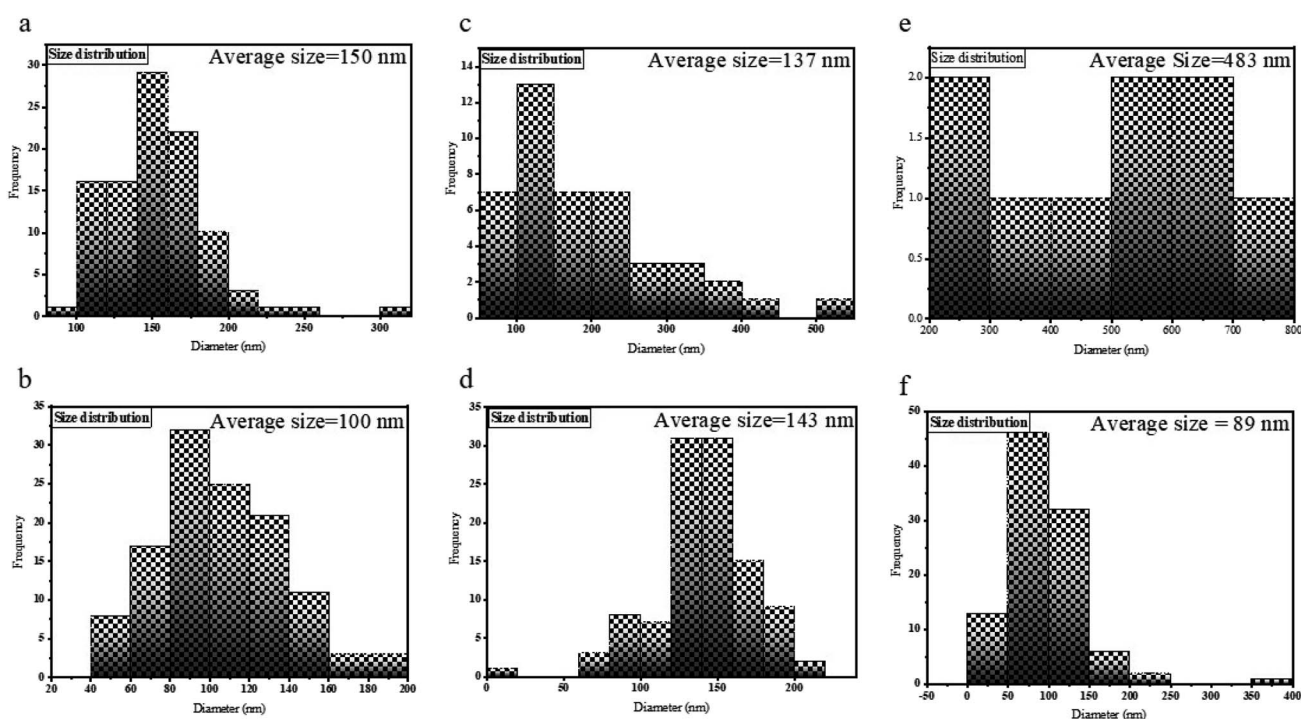 a
Size distribution
Average size=150 nm
30
25
20
15
10
5
0
Frequency
100 150 200 250 300
Diameter (nm)
c
Size distribution
Average size=137 nm
14
12
10
8
6
4
2
0
Frequency
100 200 300 400 500
Diameter (nm)
e
Size distribution
Average Size=483 nm
2.0
1.5
1.0
0.5
0.0
Frequency
200 300 400 500 600 700 800
Diameter (nm)
b
Size distribution
Average size=100 nm
35
30
25
20
15
10
5
0
Frequency
20 40 60 80 100 120 140 160 180 200
Diameter (nm)
d
Size distribution
Average size=143 nm
35
30
25
20
15
10
5
0
Frequency
0 50 100 150 200
Diameter (nm)
f
Size distribution
Average size = 89 nm
50
40
30
20
10
0
Frequency
-50 0 50 100 150 200 250 300 350 400
Diameter (nm)